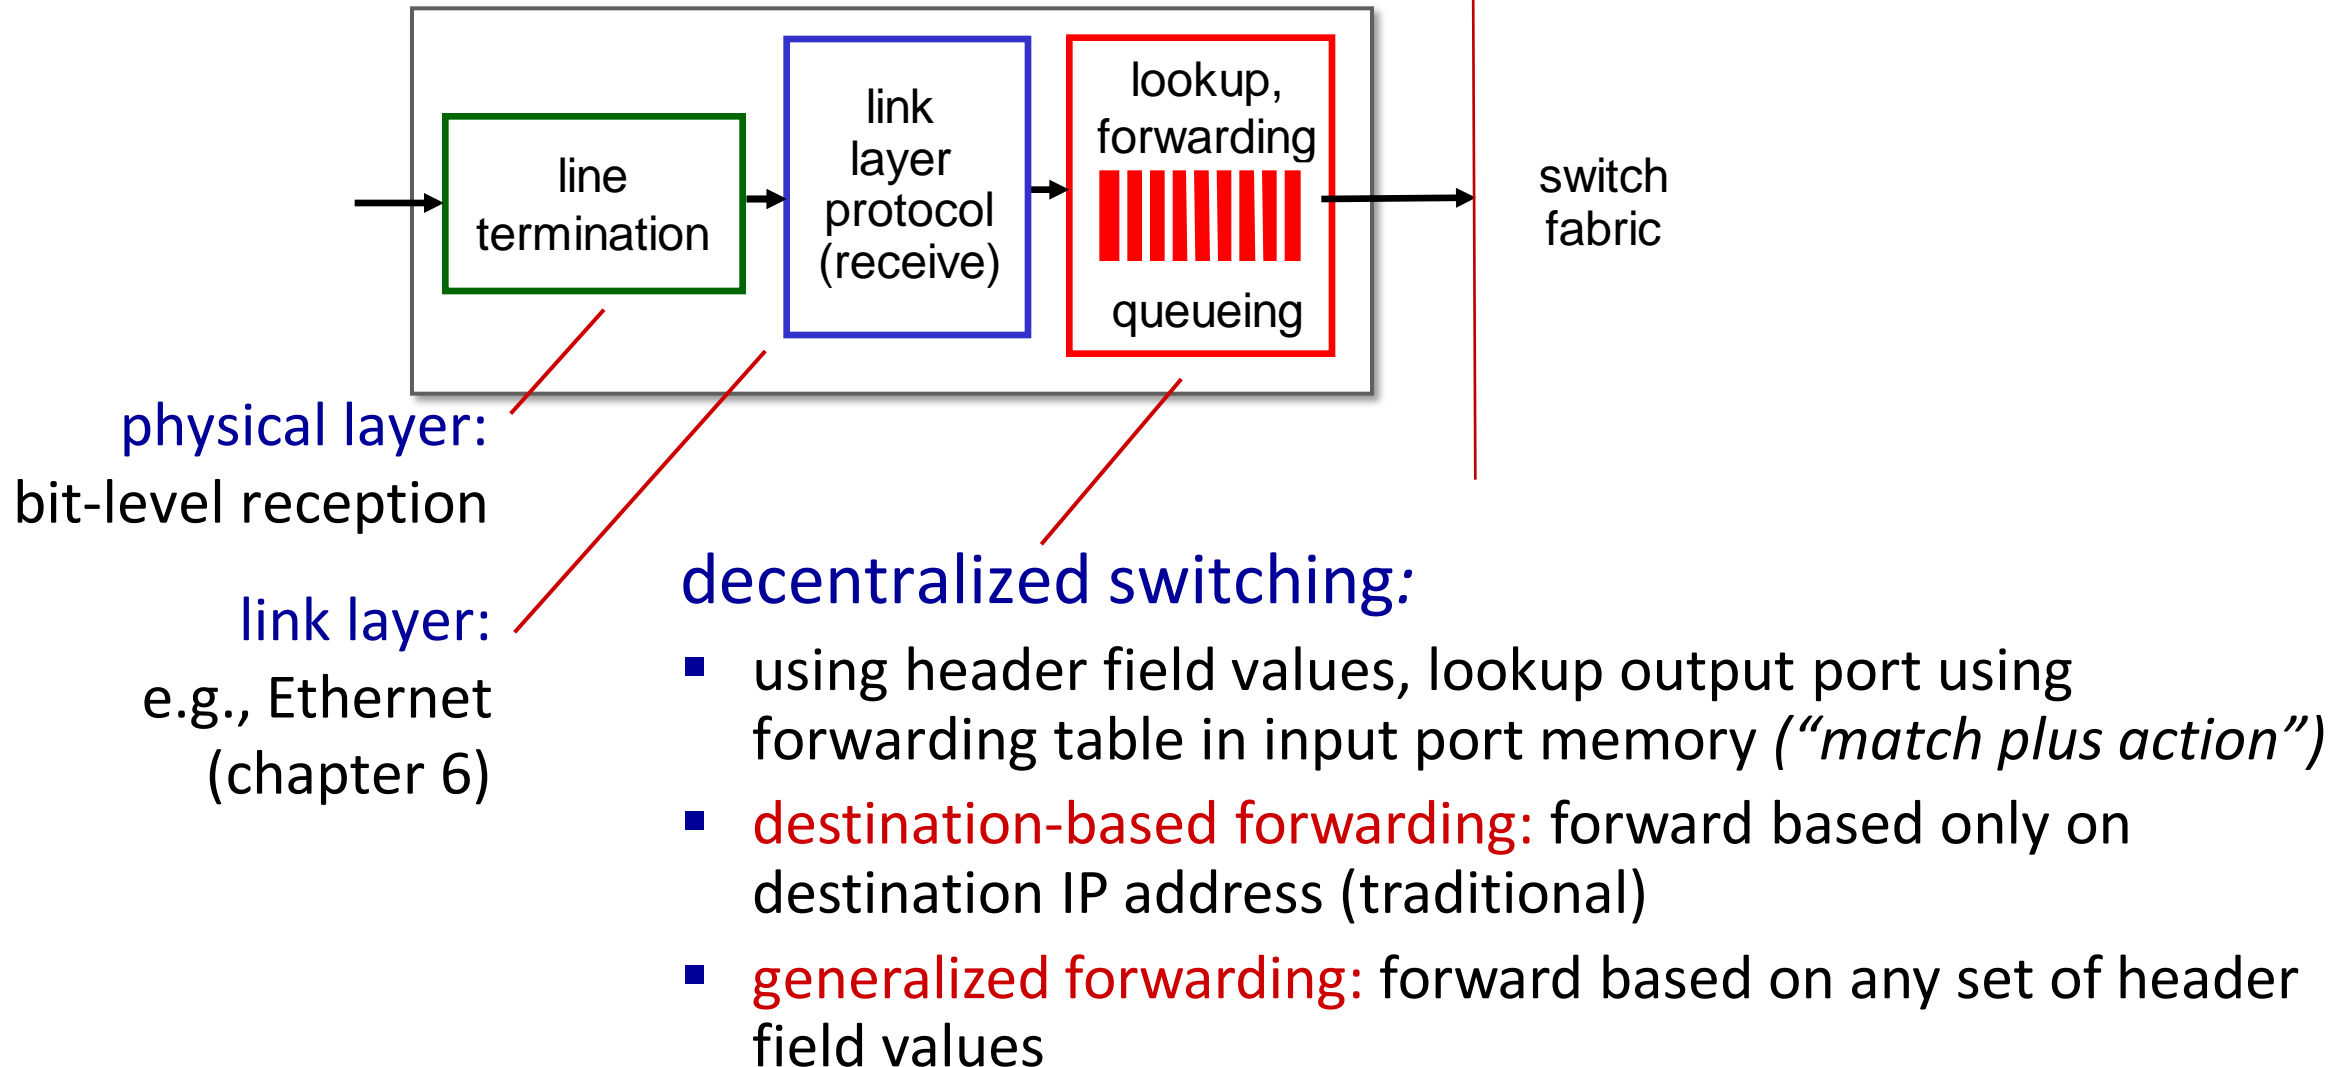 line
termination
link
layer
protocol
(receive)
lookup,
forwarding
queueing
switch
fabric
physical layer:
bit-level reception
link layer:
e.g., Ethernet
(chapter 6)
decentralized switching:
▪ using header field values, lookup output port using
forwarding table in input port memory (“match plus action”)
▪ destination-based forwarding: forward based only on
destination IP address (traditional)
▪ generalized forwarding: forward based on any set of header
field values